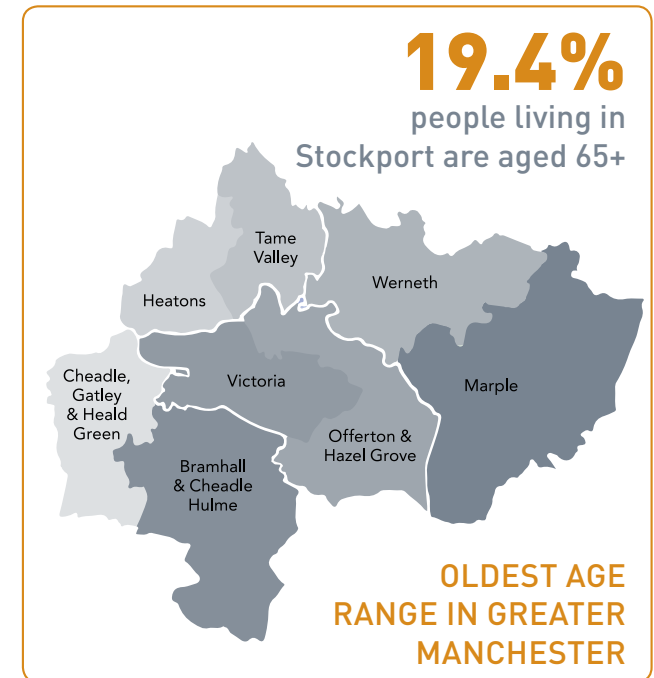 19.4%
people living in
Stockport are aged 65+
Tame
Valley
Werneth
Heatons
Cheadle,
Gatley
& Heald
Green
Victoria
Marple
Offerton &
Hazel Grove
Bramhall
& Cheadle
Hulme
OLDEST AGE
RANGE IN GREATER
MANCHESTER